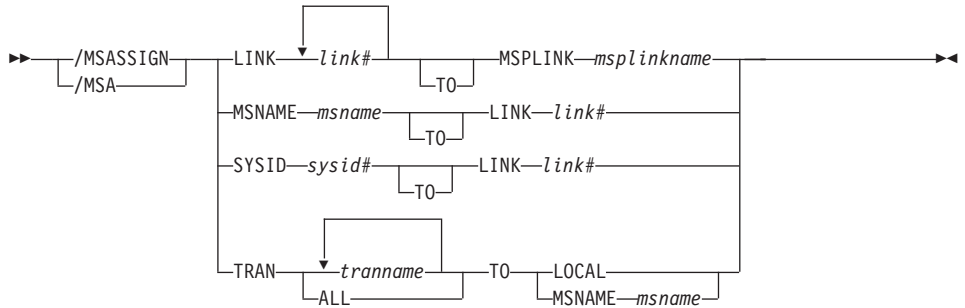 /MSASSIGN LINK link# MSPLINK msplinkname
/MSA TO
MSNAME msname LINK link#
TO
SYSID sysid# LINK link#
TO
TRAN tranname TO LOCAL
ALL MSNAME msname